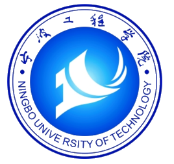 宁波工程学院
NINGBO UNIVERSITY OF TECHNOLOGY